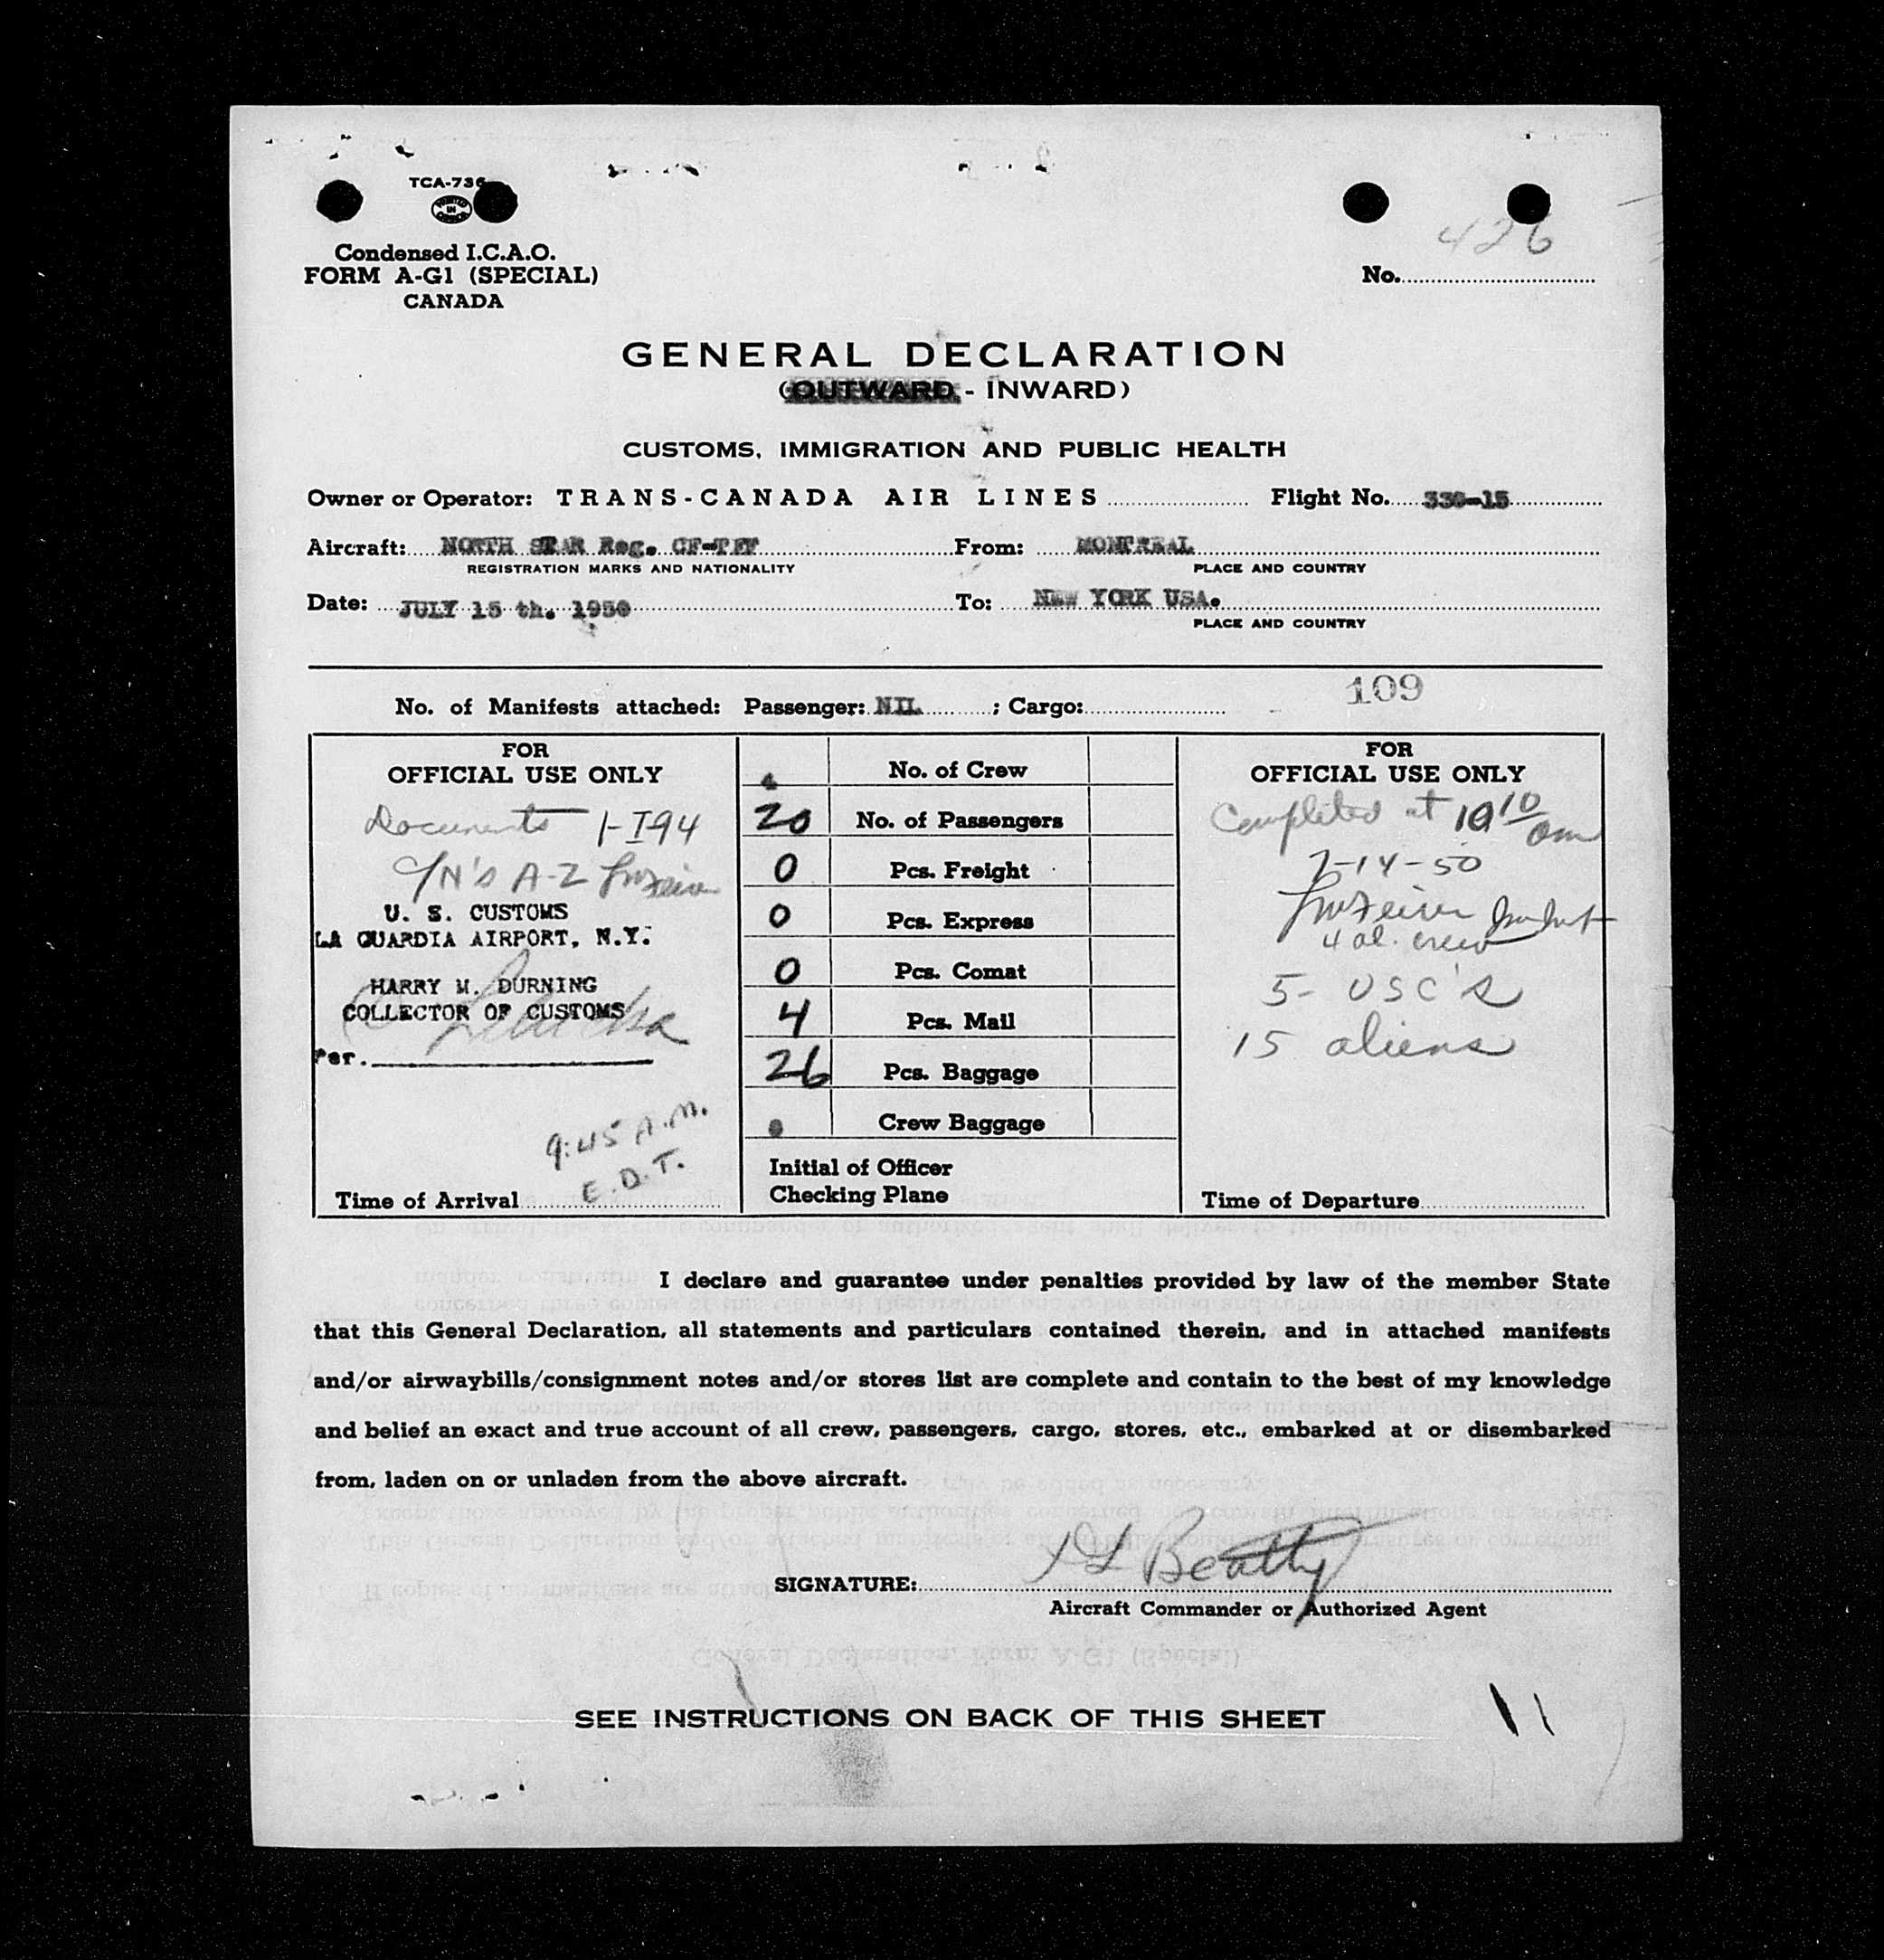 TCA-736
PRINTED IN CANADA
Condensed I.C.A.O.
FORM A-G1 (SPECIAL)
CANADA
426
No.
GENERAL DECLARATION
(OUTWARD - INWARD)
CUSTOMS, IMMIGRATION AND PUBLIC HEALTH
Owner or Operator: TRANS-CANADA AIR LINES Flight No. 336-15
Aircraft: NORTH STAR Reg. CF-TFF From: MONTREAL
REGISTRATION MARKS AND NATIONALITY PLACE AND COUNTRY
Date: JULY 15 th. 1950 To: NEW YORK USA.
PLACE AND COUNTRY
109
No. of Manifests attached: Passenger: NIL ; Cargo:
FOR
OFFICIAL USE ONLY
Documents 1-I94
A-Z
U. S. CUSTOMS
LA GUARDIA AIRPORT, N.Y.
HARRY M. DURNING
COLLECTOR OF CUSTOMS
Per.
9:45 A.M.
E.D.T.
Time of Arrival
No. of Crew
20 No. of Passengers
0 Pcs. Freight
0 Pcs. Express
0 Pcs. Comat
4 Pcs. Mail
26 Pcs. Baggage
Crew Baggage
Initial of Officer
Checking Plane
FOR
OFFICIAL USE ONLY
Completed at 10 10 am
7-14-50
4 al. crew
5- USC's
15 aliens
Time of Departure
I declare and guarantee under penalties provided by law of the member State
that this General Declaration, all statements and particulars contained therein, and in attached manifests
and/or airwaybills/consignment notes and/or stores list are complete and contain to the best of my knowledge
and belief an exact and true account of all crew, passengers, cargo, stores, etc., embarked at or disembarked
from, laden on or unladen from the above aircraft.
SIGNATURE: Beatty
Aircraft Commander or Authorized Agent
SEE INSTRUCTIONS ON BACK OF THIS SHEET